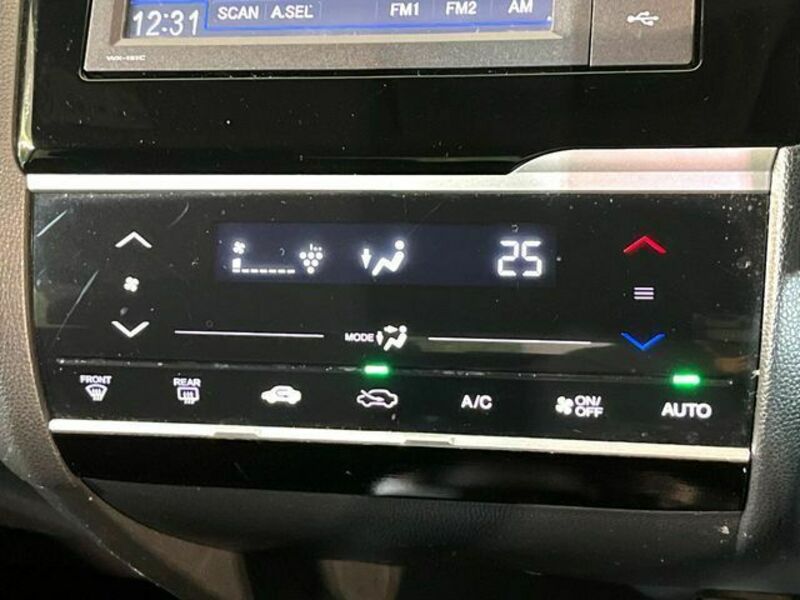 12:31 SCAN A.SEL FM1 FM2 AM
25
MODE
FRONT REAR A/C ON/OFF AUTO